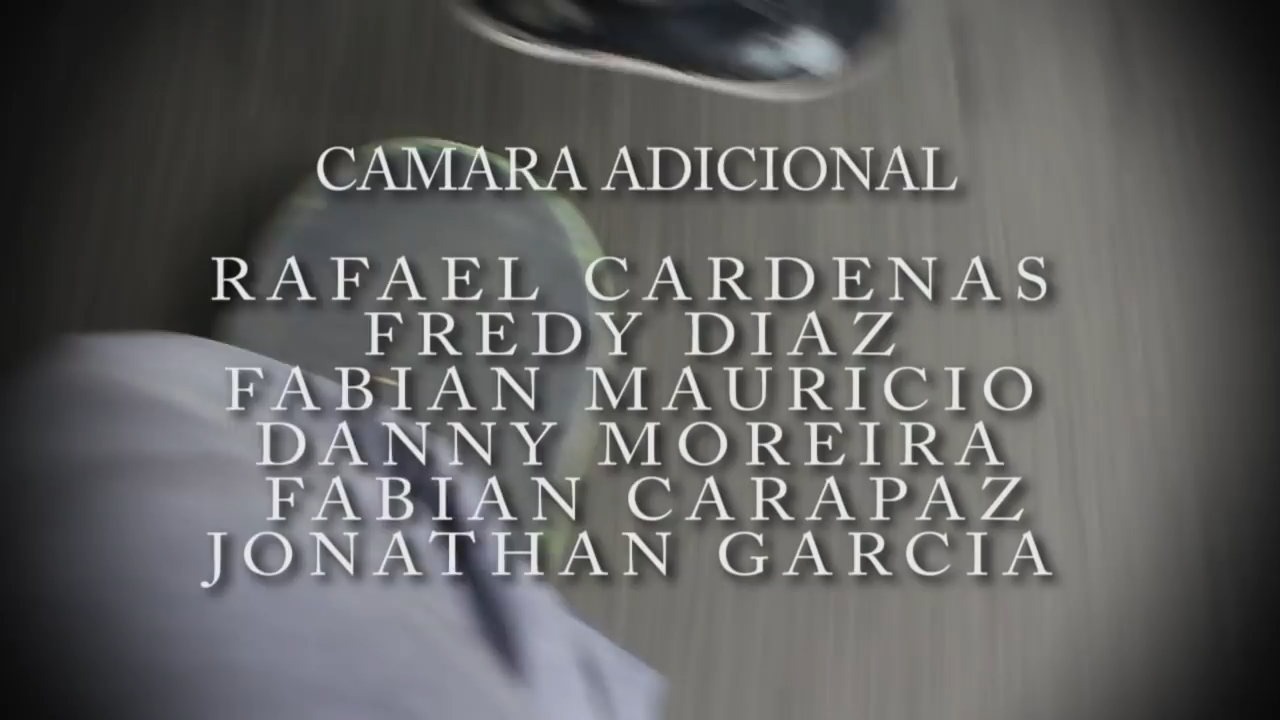 CAMARA ADICIONAL
RAFAEL CARDENAS
FREDY DIAZ
FABIAN MAURICIO
DANNY MOREIRA
FABIAN CARAPAZ
JONATHAN GARCIA